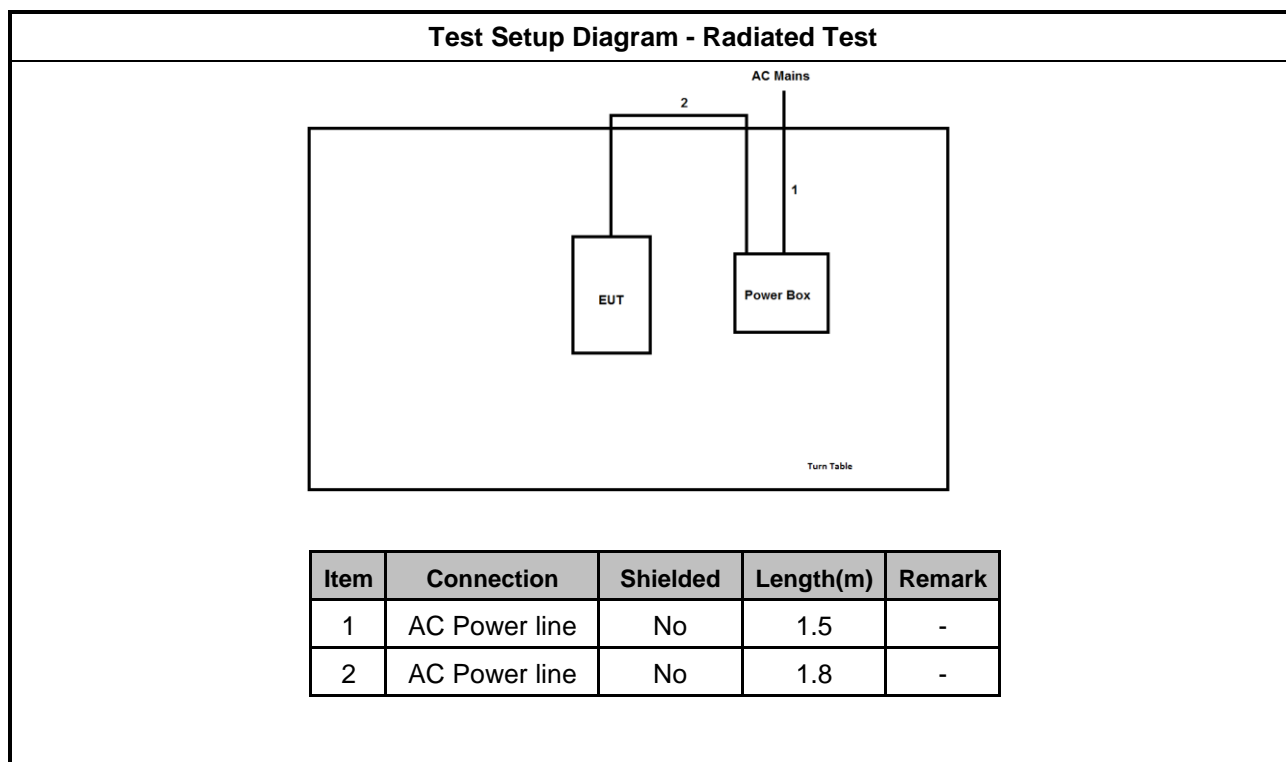 Test Setup Diagram - Radiated Test
AC Mains
2
1
EUT
Power Box
Turn Table
Item Connection Shielded Length(m) Remark
1 AC Power line No 1.5 -
2 AC Power line No 1.8 -